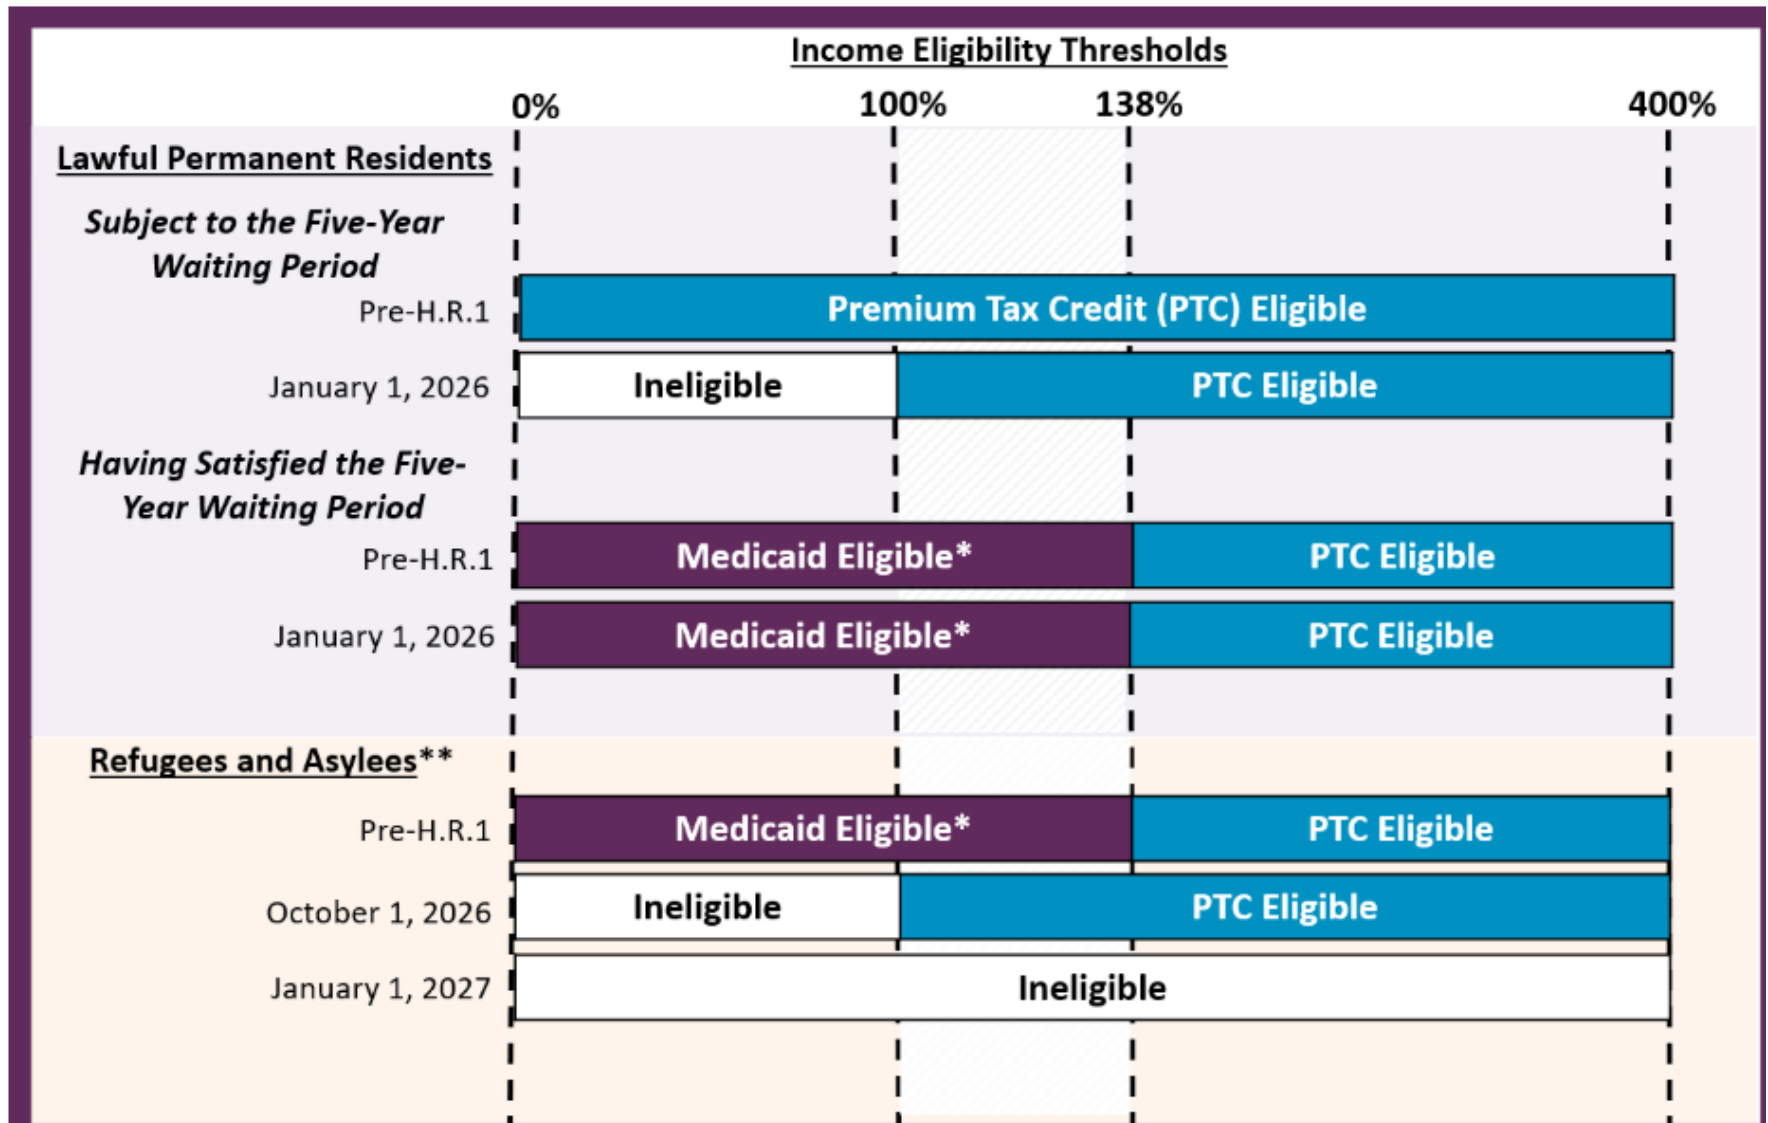 Income Eligibility Thresholds
0% 100% 138% 400%
Lawful Permanent Residents
Subject to the Five-Year
Waiting Period
Pre-H.R.1 Premium Tax Credit (PTC) Eligible
January 1, 2026 Ineligible PTC Eligible
Having Satisfied the Five-
Year Waiting Period
Pre-H.R.1 Medicaid Eligible* PTC Eligible
January 1, 2026 Medicaid Eligible* PTC Eligible
Refugees and Asylees**
Pre-H.R.1 Medicaid Eligible* PTC Eligible
October 1, 2026 Ineligible PTC Eligible
January 1, 2027 Ineligible